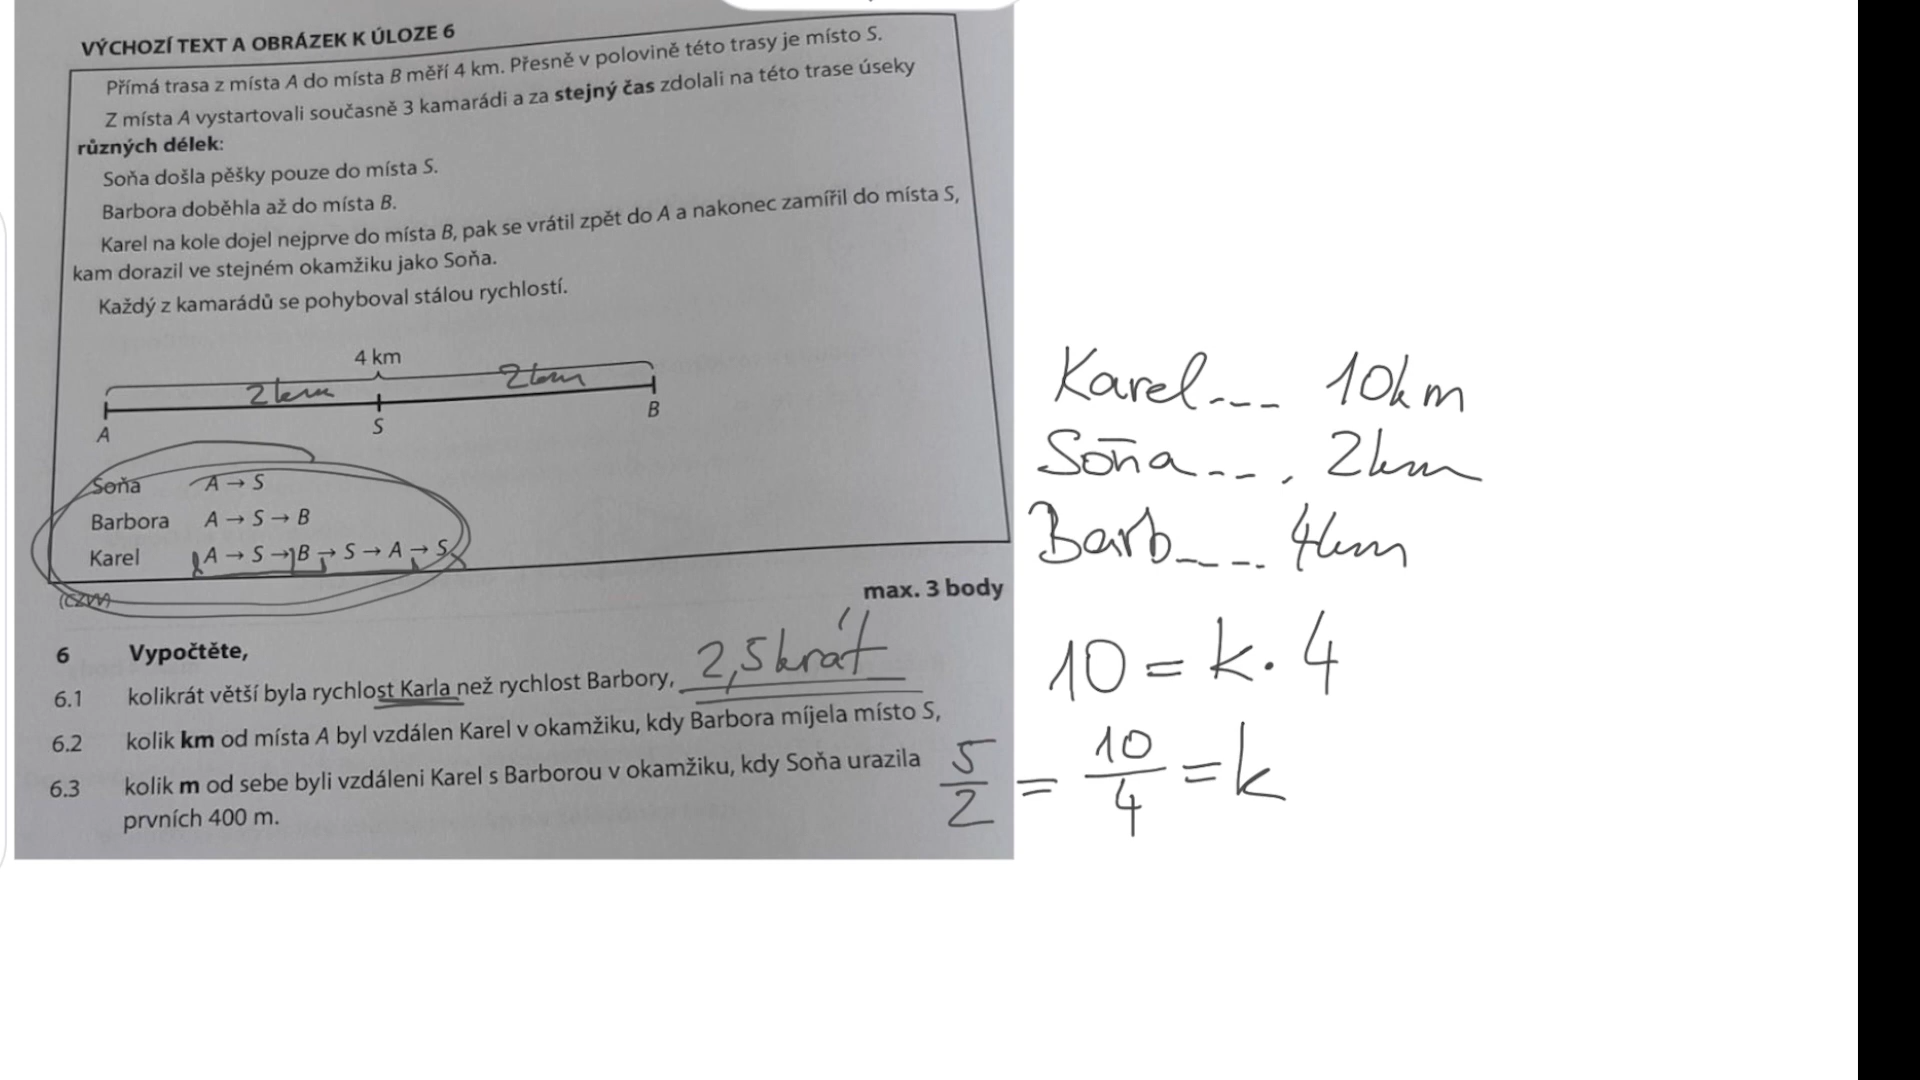 VÝCHOZÍ TEXT A OBRÁZEK K ÚLOZE 6
Přímá trasa z místa A do místa B měří 4 km. Přesně v polovině této trasy je místo S.
Z místa A vystartovali současně 3 kamarádi a za stejný čas zdolali na této trase úseky
různých délek:
Soňa došla pěšky pouze do místa S.
Barbora doběhla až do místa B.
Karel na kole dojel nejprve do místa B, pak se vrátil zpět do A a nakonec zamířil do místa S,
kam dorazil ve stejném okamžiku jako Soňa.
Každý z kamarádů se pohyboval stálou rychlostí.
4 km
2km 2km
A S B
Soňa A → S
Barbora A → S → B
Karel A → S → B → S → A → S
(CZVV)
max. 3 body
6 Vypočtěte,
6.1 kolikrát větší byla rychlost Karla než rychlost Barbory, 2,5krát
6.2 kolik km od místa A byl vzdálen Karel v okamžiku, kdy Barbora míjela místo S,
6.3 kolik m od sebe byli vzdáleni Karel s Barborou v okamžiku, kdy Soňa urazila
prvních 400 m.
Karel--- 10km
Soňa--. 2km
Barb---- 4km
10 = k · 4
5/2 = 10/4 = k